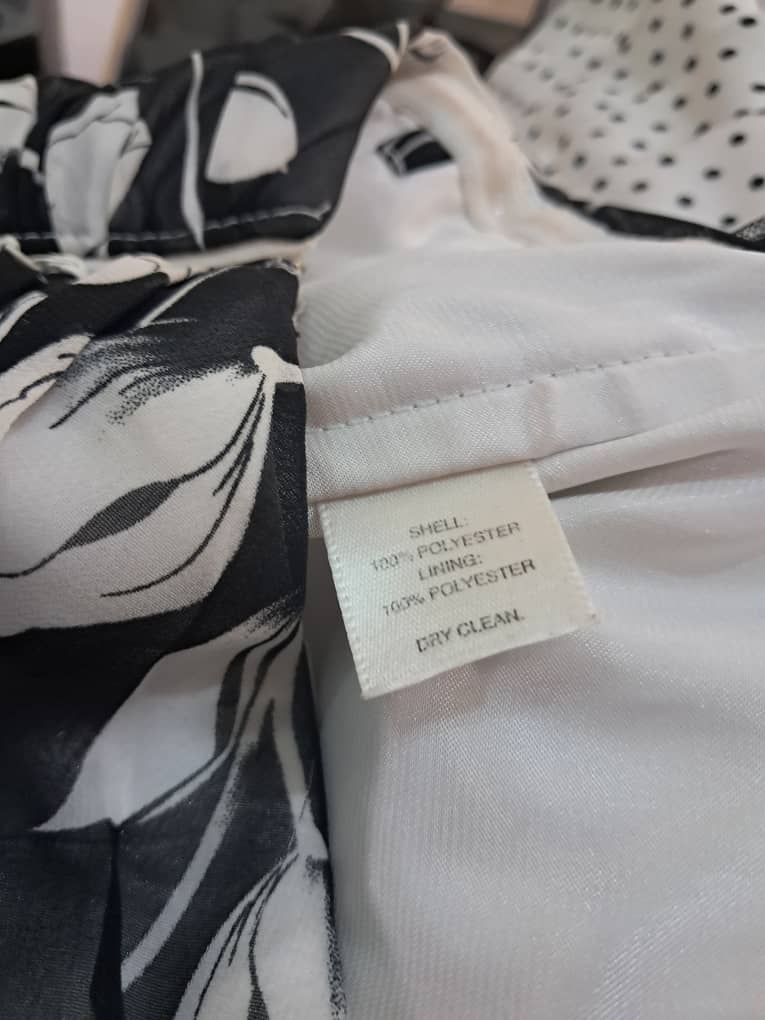 SHELL:
100% POLYESTER
LINING:
100% POLYESTER
DRY CLEAN.